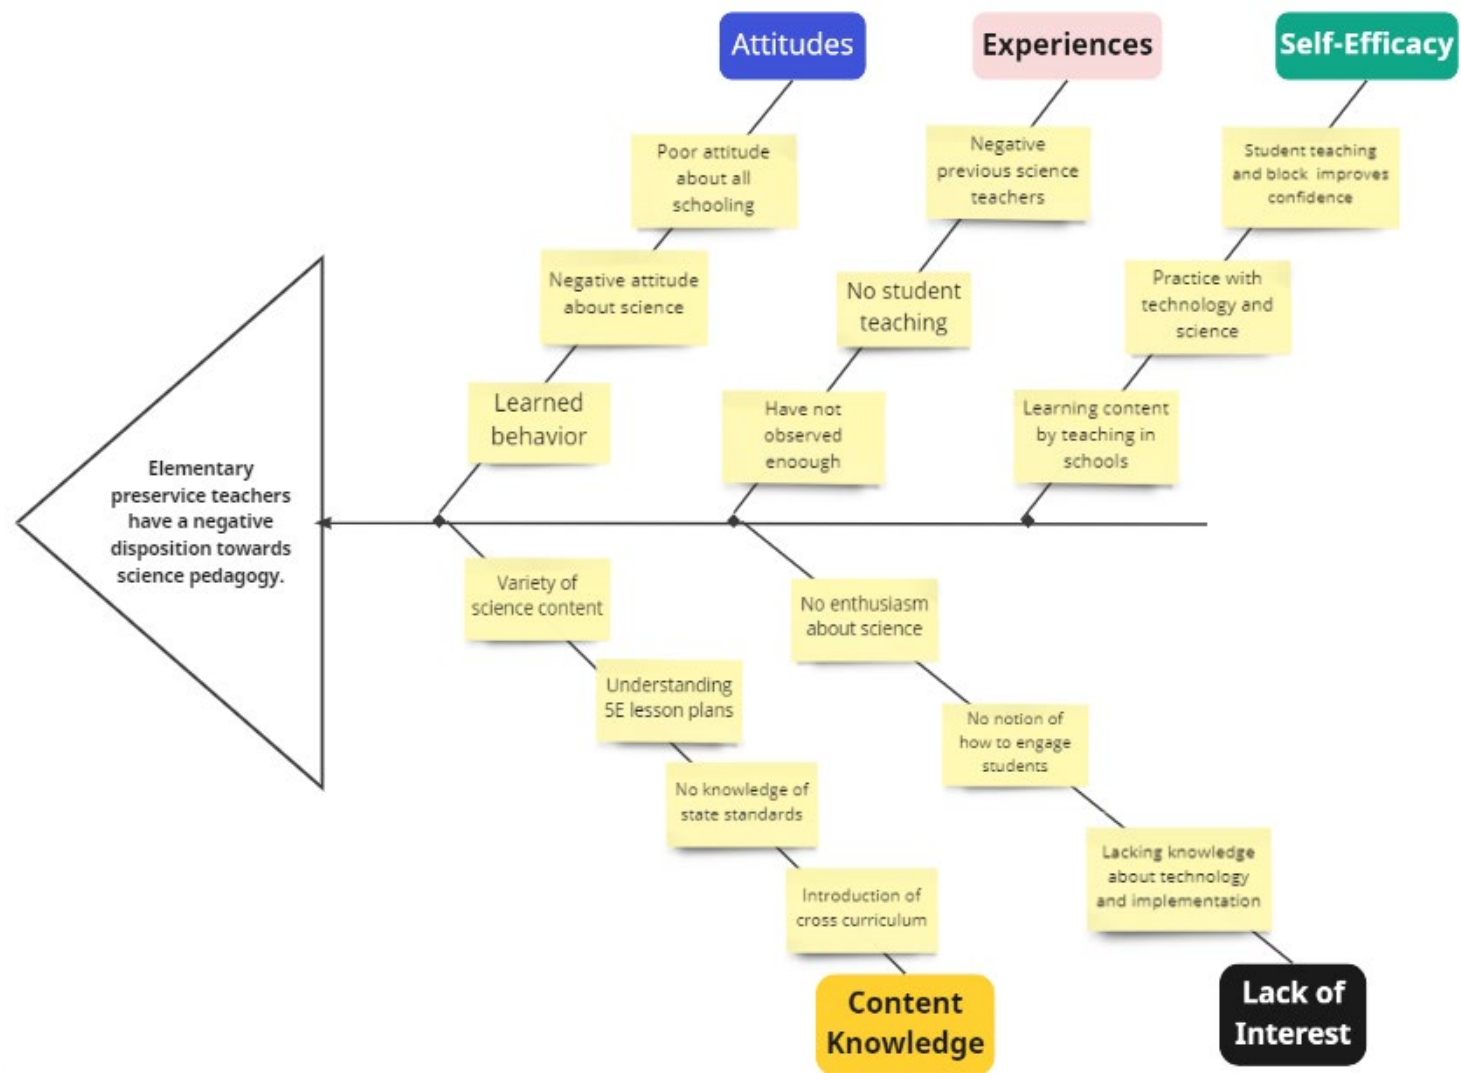 Attitudes
Experiences
Self-Efficacy
Poor attitude
about all
schooling
Negative
previous science
teachers
Student teaching
and block improves
confidence
Negative attitude
about science
No student
teaching
Practice with
technology and
science
Learned
behavior
Have not
observed
enoough
Learning content
by teaching in
schools
Elementary
preservice teachers
have a negative
disposition towards
science pedagogy.
Variety of
science content
Understanding
5E lesson plans
No knowledge of
state standards
Introduction of
cross curriculum
Content
Knowledge
No enthusiasm
about science
No notion of
how to engage
students
Lacking knowledge
about technology
and implementation
Lack of
Interest